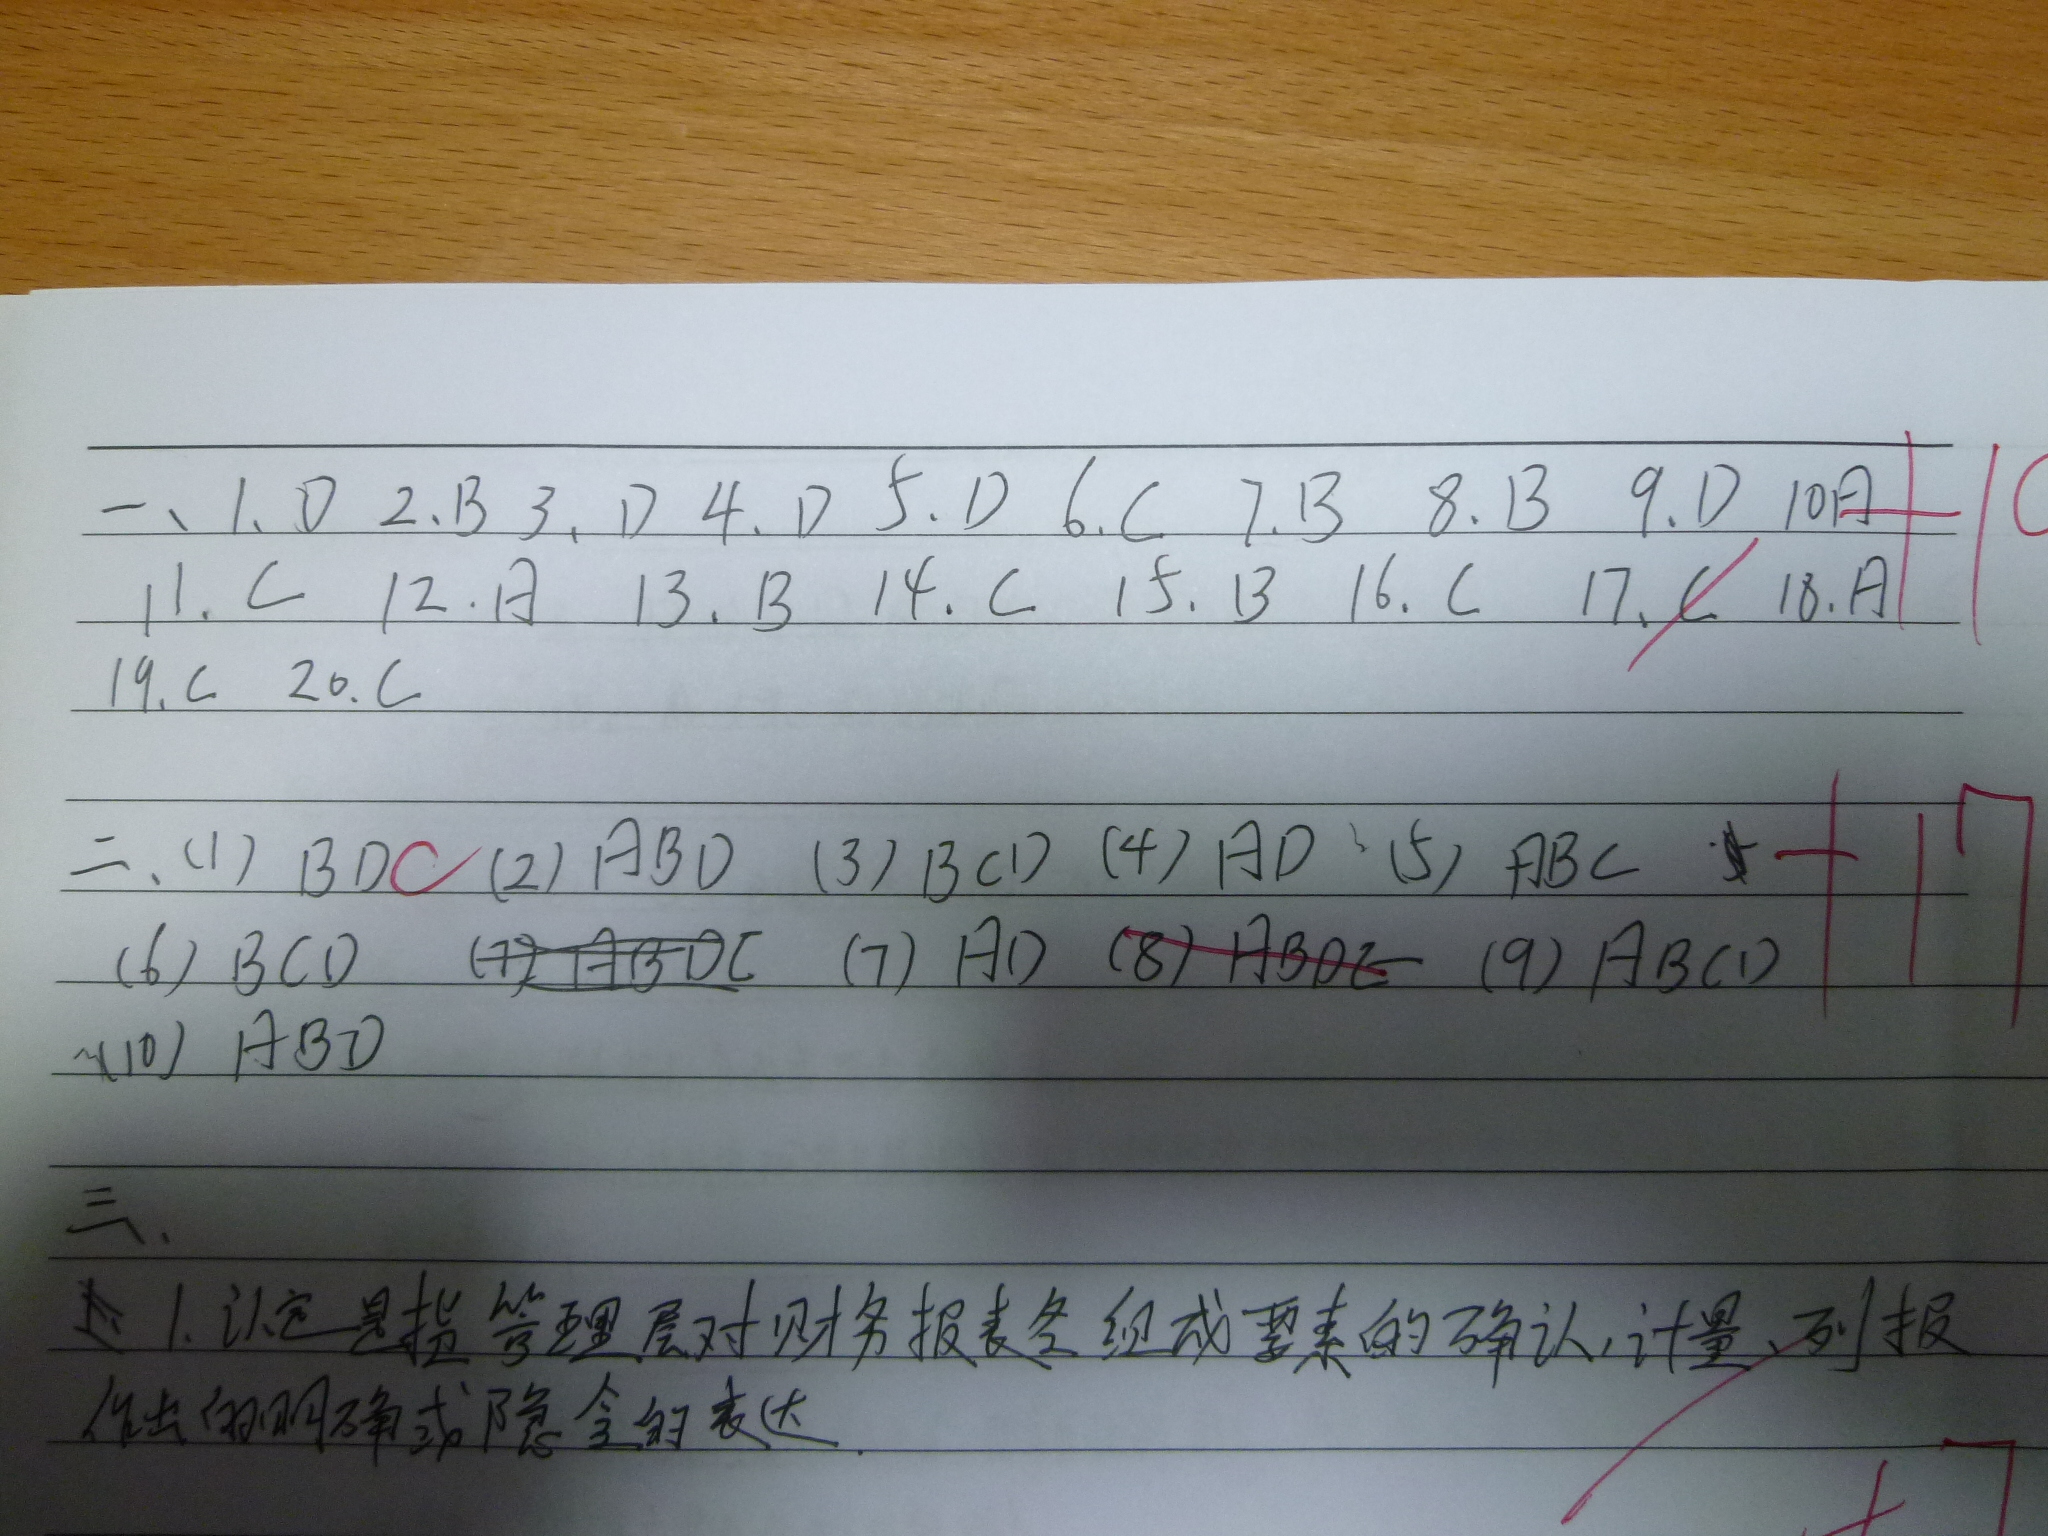 一、1.D 2.B 3.D 4.D 5.D 6.C 7.B 8.B 9.D 10A +19
11.C 12.A 13.B 14.C 15.B 16.C 17.C 18.A
19.C 20.C
二、(1) BDC (2) ABD (3) BCD (4) AD (5) ABC +17
(6) BCD (7) ABDC (7) AD (8) ABDC (9) ABCD
(10) ABD
三、
1.认定是指管理层对财务报表各组成要素的确认、计量、列报
作出的明确或隐含的表达.
+7